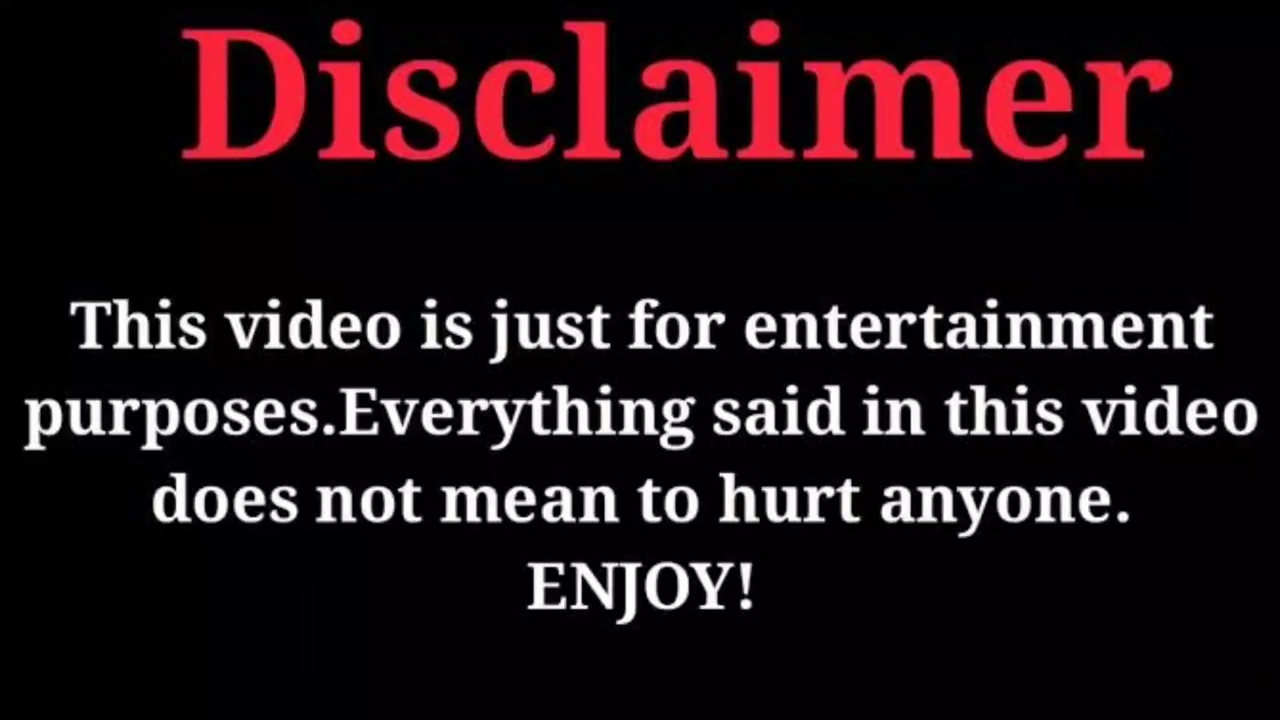 Disclaimer
This video is just for entertainment
purposes.Everything said in this video
does not mean to hurt anyone.
ENJOY!